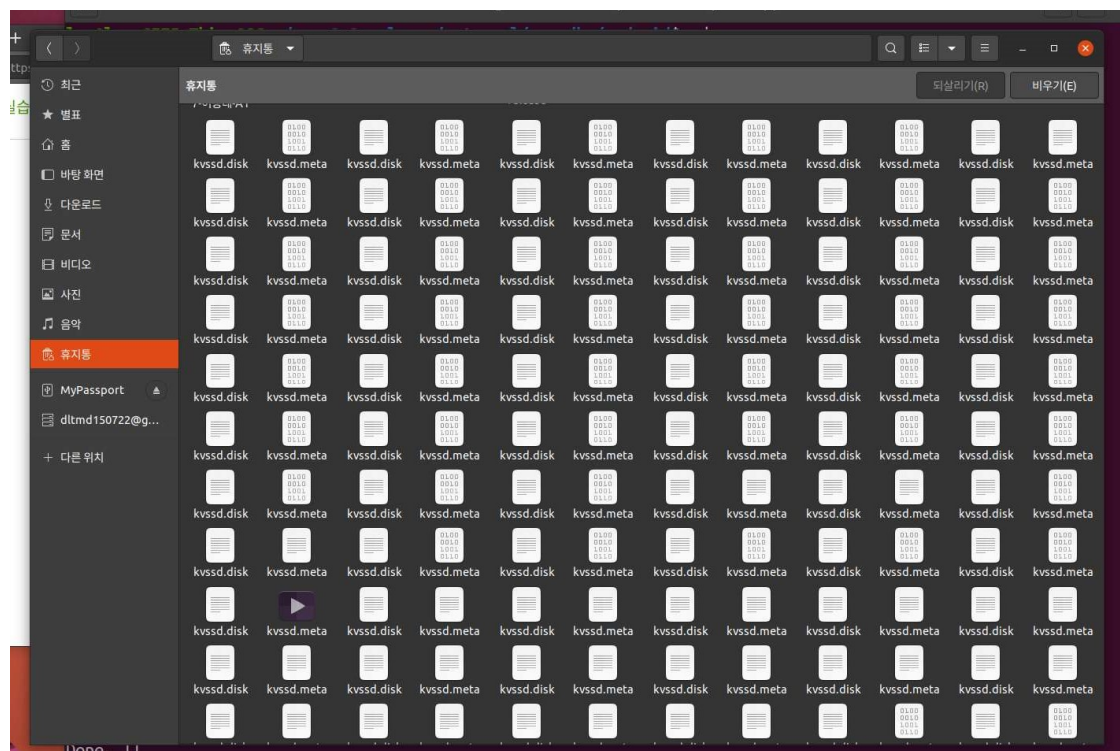 휴지통
휴지통 되살리기(R) 비우기(E)
최근
별표
홈
바탕 화면
다운로드
문서
비디오
사진
음악
휴지통
MyPassport
dltmd150722@g...
+ 다른 위치
kvssd.disk kvssd.meta kvssd.disk kvssd.meta kvssd.disk kvssd.meta kvssd.disk kvssd.meta kvssd.disk kvssd.meta kvssd.disk kvssd.meta
kvssd.disk kvssd.meta kvssd.disk kvssd.meta kvssd.disk kvssd.meta kvssd.disk kvssd.meta kvssd.disk kvssd.meta kvssd.disk kvssd.meta
kvssd.disk kvssd.meta kvssd.disk kvssd.meta kvssd.disk kvssd.meta kvssd.disk kvssd.meta kvssd.disk kvssd.meta kvssd.disk kvssd.meta
kvssd.disk kvssd.meta kvssd.disk kvssd.meta kvssd.disk kvssd.meta kvssd.disk kvssd.meta kvssd.disk kvssd.meta kvssd.disk kvssd.meta
kvssd.disk kvssd.meta kvssd.disk kvssd.meta kvssd.disk kvssd.meta kvssd.disk kvssd.meta kvssd.disk kvssd.meta kvssd.disk kvssd.meta
kvssd.disk kvssd.meta kvssd.disk kvssd.meta kvssd.disk kvssd.meta kvssd.disk kvssd.meta kvssd.disk kvssd.meta kvssd.disk kvssd.meta
kvssd.disk kvssd.meta kvssd.disk kvssd.meta kvssd.disk kvssd.meta kvssd.disk kvssd.meta kvssd.disk kvssd.meta kvssd.disk kvssd.meta
kvssd.disk kvssd.meta kvssd.disk kvssd.meta kvssd.disk kvssd.meta kvssd.disk kvssd.meta kvssd.disk kvssd.meta kvssd.disk kvssd.meta
kvssd.disk kvssd.meta kvssd.disk kvssd.meta kvssd.disk kvssd.meta kvssd.disk kvssd.meta kvssd.disk kvssd.meta kvssd.disk kvssd.meta
kvssd.disk kvssd.meta kvssd.disk kvssd.meta kvssd.disk kvssd.meta kvssd.disk kvssd.meta kvssd.disk kvssd.meta kvssd.disk kvssd.meta